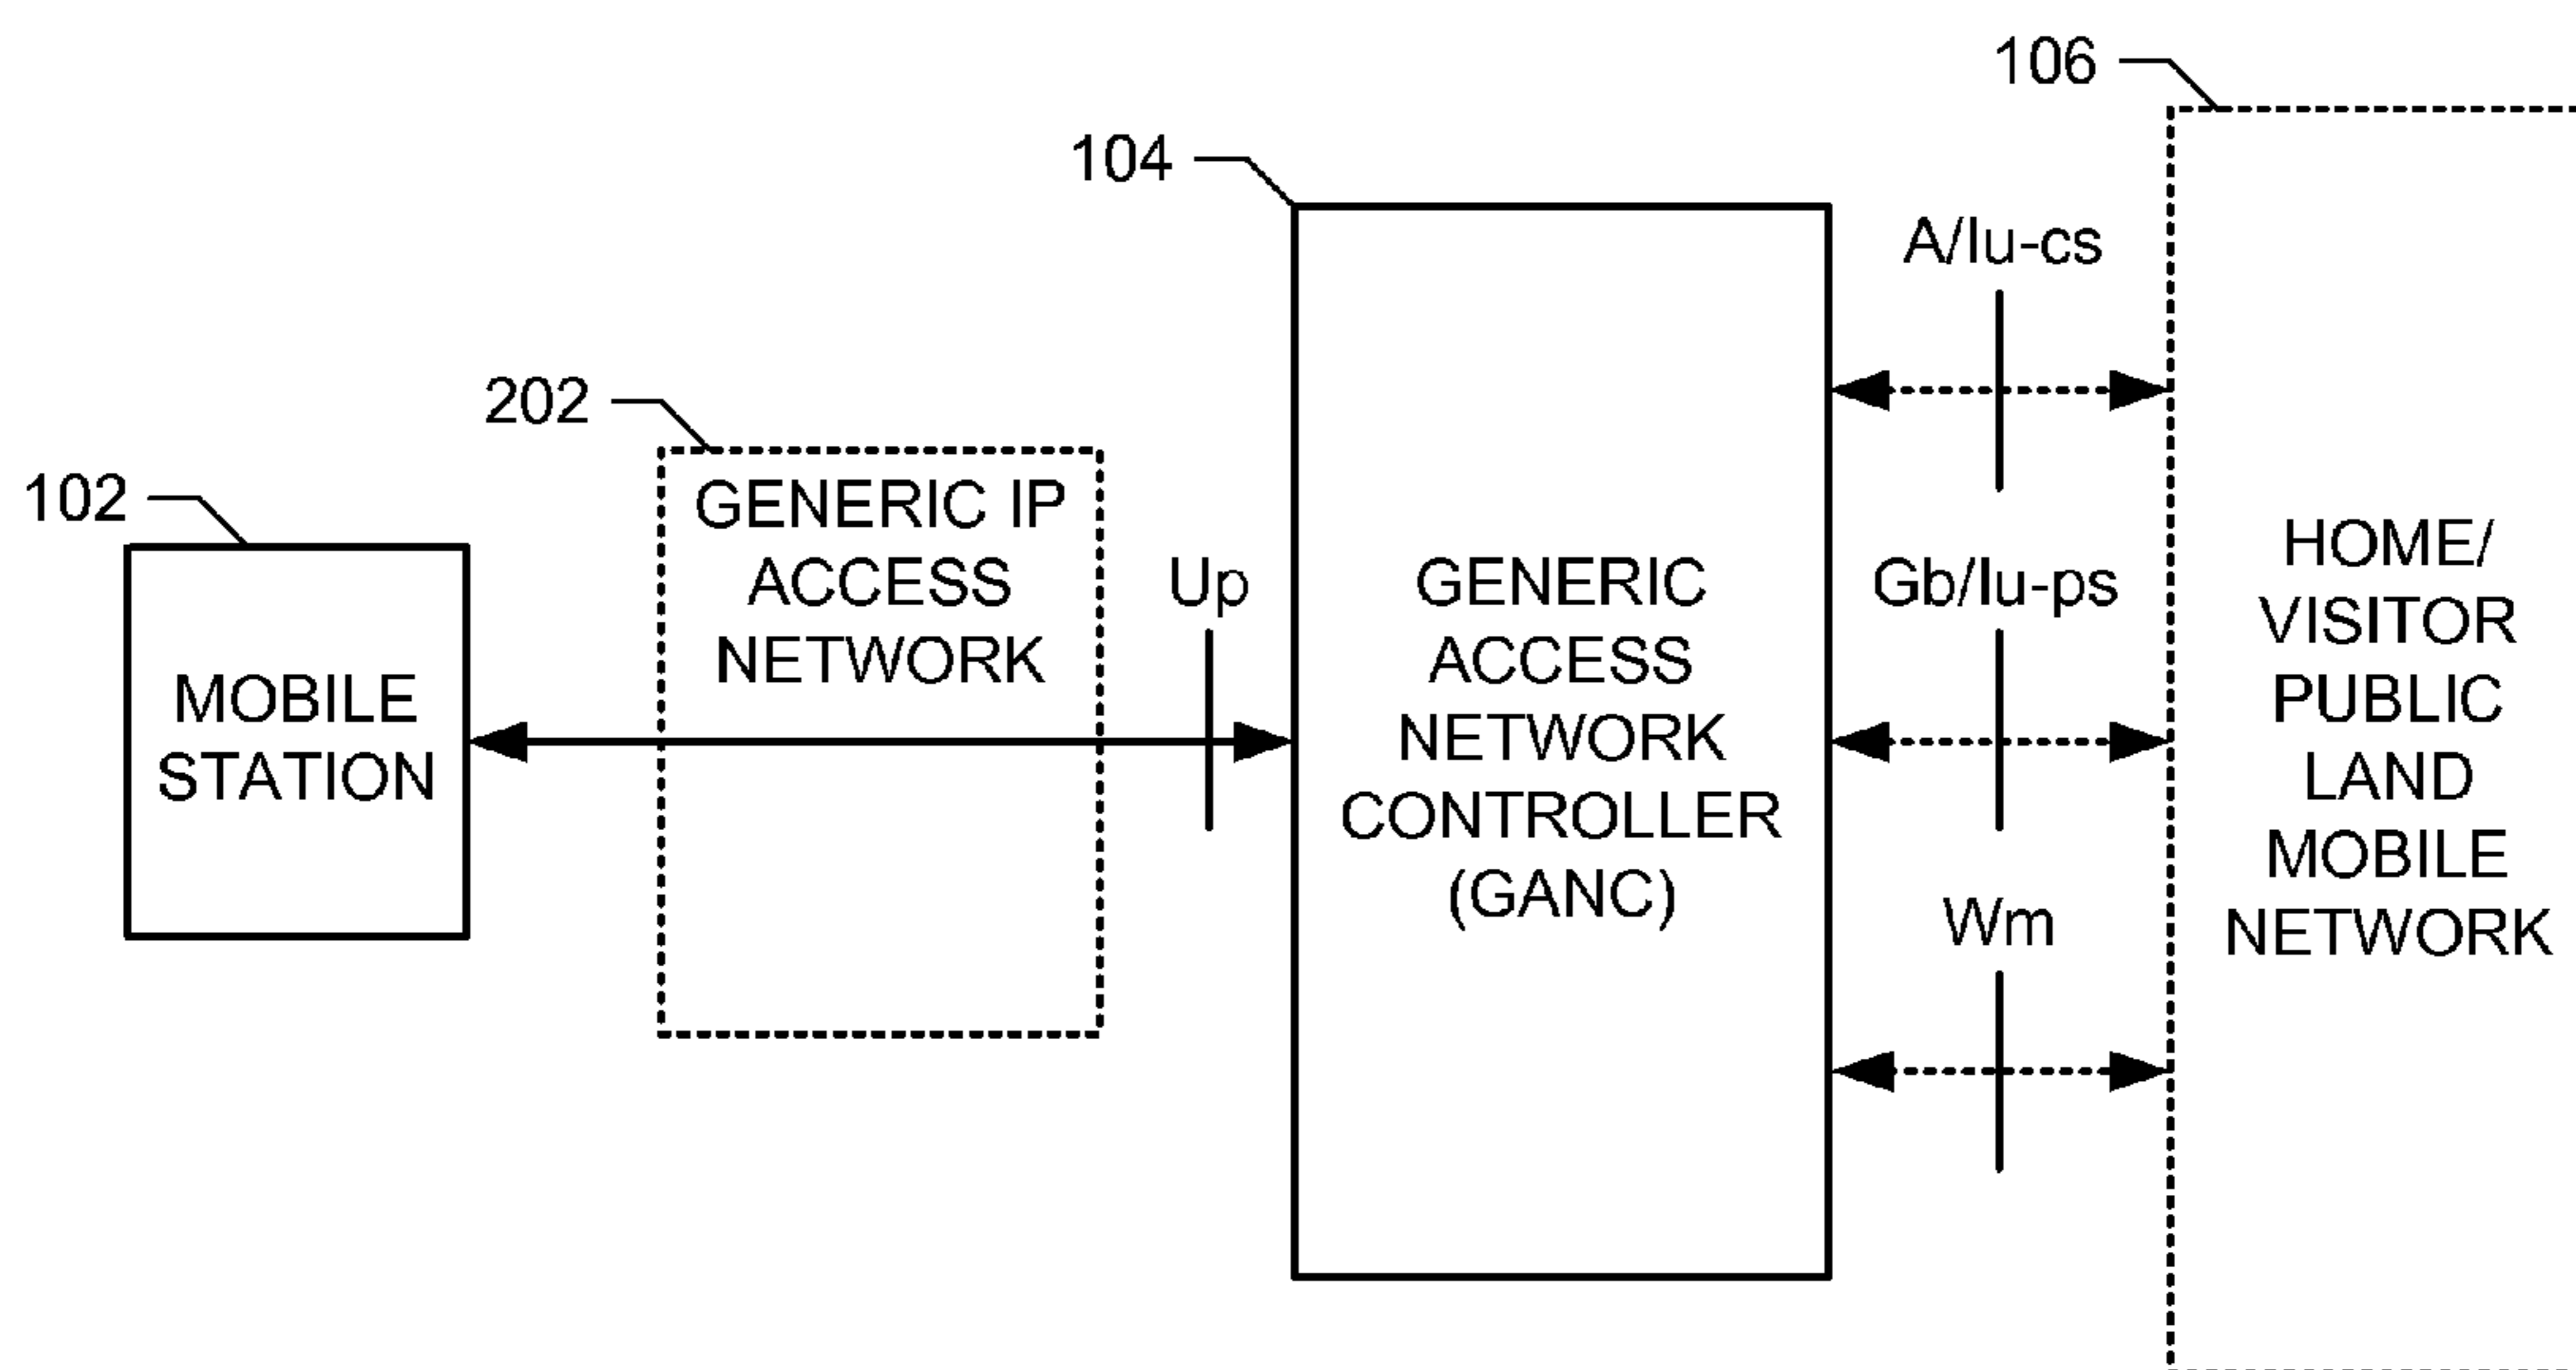 106
104
A/Iu-cs
202
102
GENERIC IP
ACCESS
NETWORK
Up
MOBILE
STATION
GENERIC
ACCESS
NETWORK
CONTROLLER
(GANC)
Gb/Iu-ps
Wm
HOME/
VISITOR
PUBLIC
LAND
MOBILE
NETWORK